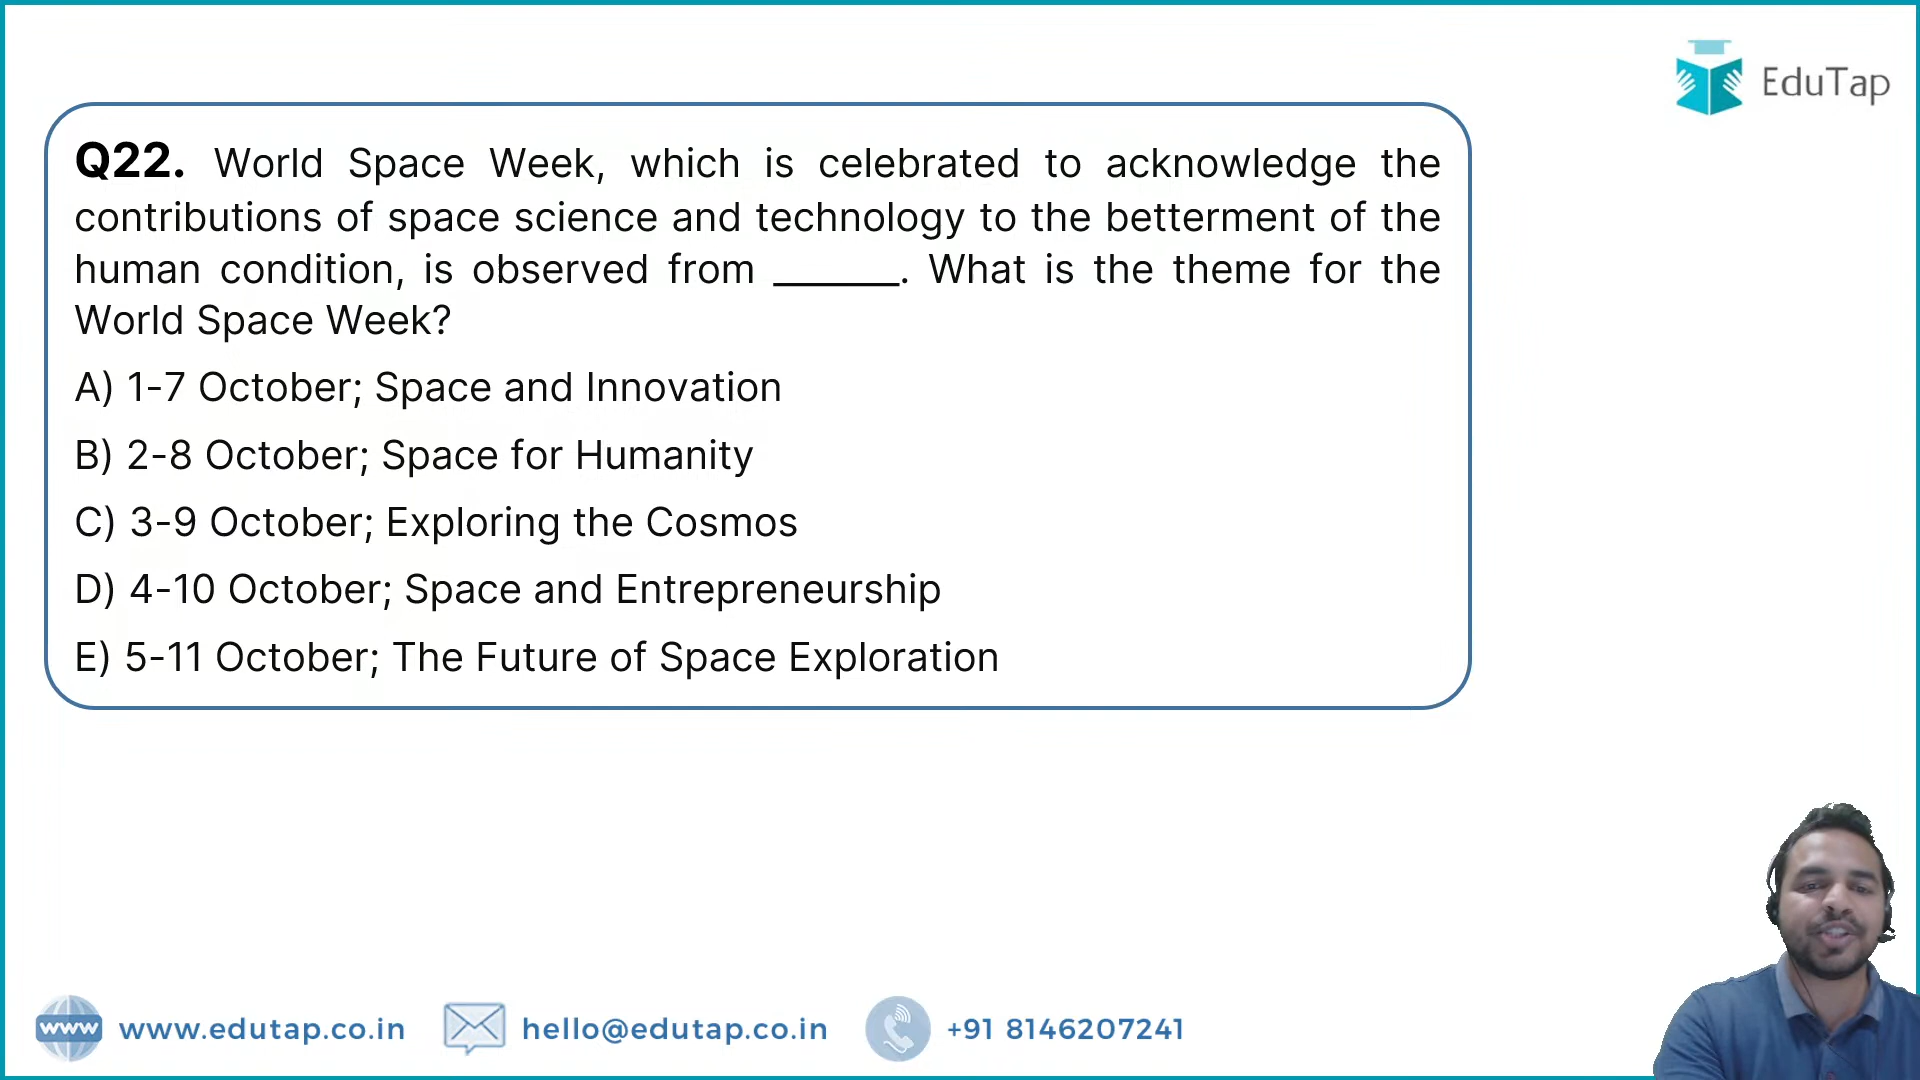 EduTap
Q22. World Space Week, which is celebrated to acknowledge the
contributions of space science and technology to the betterment of the
human condition, is observed from ______. What is the theme for the
World Space Week?
A) 1-7 October; Space and Innovation
B) 2-8 October; Space for Humanity
C) 3-9 October; Exploring the Cosmos
D) 4-10 October; Space and Entrepreneurship
E) 5-11 October; The Future of Space Exploration
www www.edutap.co.in hello@edutap.co.in +91 8146207241